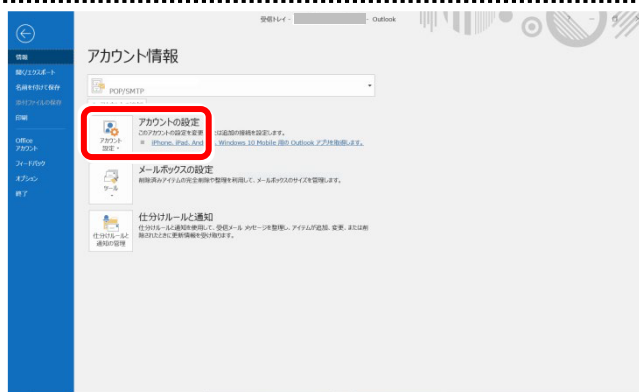 受信トレイ - - Outlook
情報
開く/エクスポート
名前を付けて保存
添付ファイルの保存
印刷
Office
アカウント
フィードバック
オプション
終了
アカウント情報
POP/SMTP
アカウント
設定
アカウントの設定
このアカウントの設定を変更
は追加の接続を設定します。
iPhone、iPad、And
Windows 10 Mobile 用の Outlook アプリを取得します。
ツール
メールボックスの設定
削除済みアイテムの完全削除や整理を利用して、メールボックスのサイズを管理します。
仕分けルールと
通知の管理
仕分けルールと通知
仕分けルールと通知を使用して、受信メール メッセージを整理し、アイテムが追加、変更、または削
除されたときに更新情報を受け取ります。